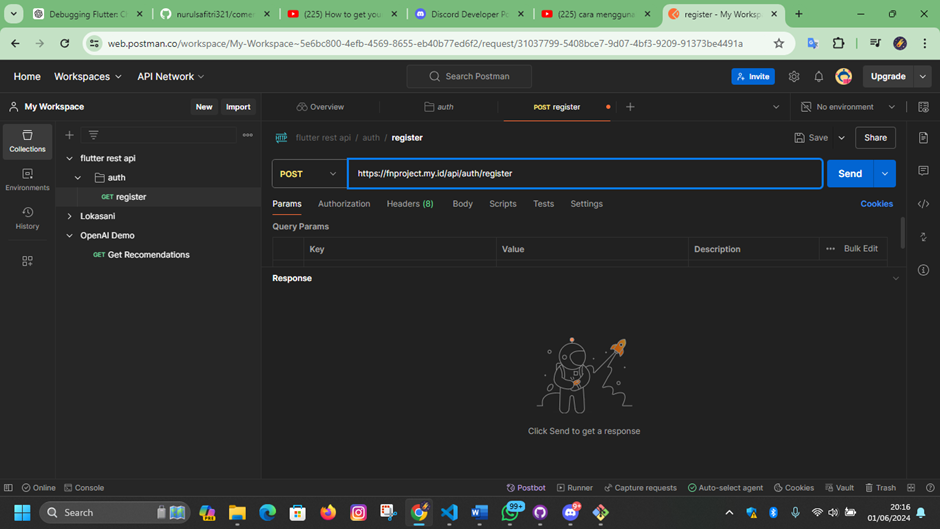 Debugging Flutter: C
nurulsafitri321/comer
(225) How to get your
Discord Developer Po
(225) cara mengguna
register - My Workspa
web.postman.co/workspace/My-Workspace~5e6bc800-4efb-4569-8655-eb40b77ed6f2/request/31037799-5408bce7-9d07-4bf3-9209-91373be4491a
Home
Workspaces
API Network
Search Postman
Invite
Upgrade
My Workspace
New
Import
Overview
auth
POST register
No environment
Collections
Environments
History
flutter rest api
auth
GET register
Lokasani
OpenAI Demo
GET Get Recomendations
HTTP
flutter rest api / auth / register
Save
Share
POST
https://fnproject.my.id/api/auth/register
Send
Params
Authorization
Headers (8)
Body
Scripts
Tests
Settings
Cookies
Query Params
Key
Value
Description
Bulk Edit
Response
Click Send to get a response
Online
Console
Postbot
Runner
Capture requests
Auto-select agent
Cookies
Vault
Trash
Search
99+
9+
20:16
01/06/2024